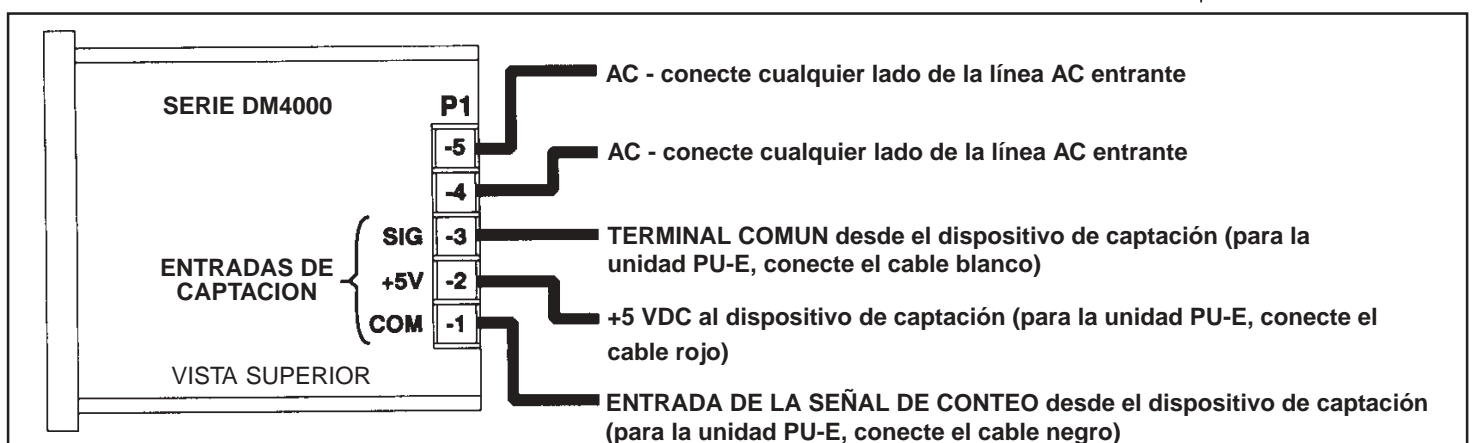 SERIE DM4000
P1
-5
AC - conecte cualquier lado de la línea AC entrante
-4
AC - conecte cualquier lado de la línea AC entrante
ENTRADAS DE
CAPTACION
SIG
-3
TERMINAL COMUN desde el dispositivo de captación (para la
unidad PU-E, conecte el cable blanco)
+5V
-2
+5 VDC al dispositivo de captación (para la unidad PU-E, conecte el
cable rojo)
COM
-1
ENTRADA DE LA SEÑAL DE CONTEO desde el dispositivo de captación
(para la unidad PU-E, conecte el cable negro)
VISTA SUPERIOR